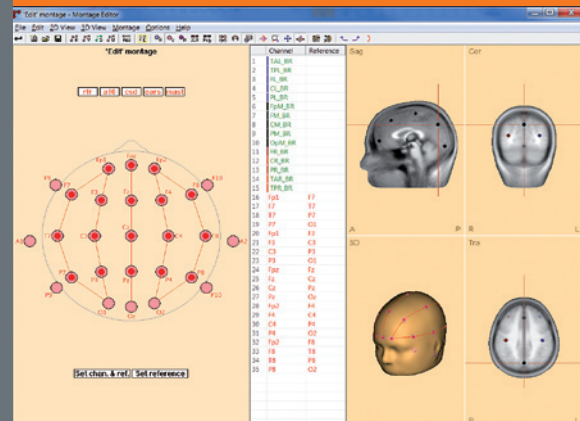 'Edit' montage - Montage Editor
File Edit 2D View 3D View Montage Options Help
'Edit' montage
Channel Reference
1 TAL_BR
2 TPL_BR
3 FL_BR
4 CL_BR
5 PL_BR
6 FpM_BR
7 FM_BR
8 CM_BR
9 PM_BR
10 OpM_BR
11 FR_BR
12 CR_BR
13 PR_BR
14 TAR_BR
15 TPR_BR
16 Fp1 F7
17 F7 T7
18 T7 P7
19 P7 O1
20 Fp1 F3
21 F3 C3
22 C3 P3
23 P3 O1
24 Fpz Fz
25 Fz Cz
26 Cz Pz
27 Pz Oz
28 Fp2 F4
29 F4 C4
30 C4 P4
31 P4 O2
32 Fp2 F8
33 F8 T8
34 T8 P8
35 P8 O2
Sag
Cor
A P R L
3D
Tra
Fp1 Fp2
F9 F10
F7
F3 Fz F4
A1 T7 C3 Cz C4 A2
P7 P3 P4 P8
P9 P10
O1 Oz O2
Set chan. & ref. Set reference